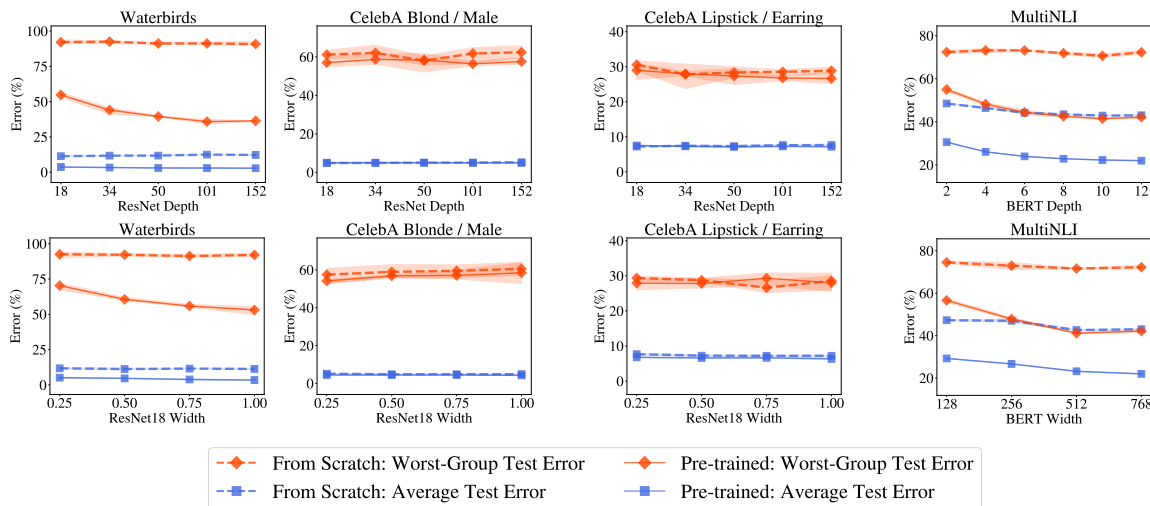 Waterbirds
Error (%)
100
75
50
25
0
18 34 50 101 152
ResNet Depth
CelebA Blond / Male
Error (%)
60
40
20
0
18 34 50 101 152
ResNet Depth
CelebA Lipstick / Earring
Error (%)
40
30
20
10
0
18 34 50 101 152
ResNet Depth
MultiNLI
Error (%)
80
60
40
20
2 4 6 8 10 12
BERT Depth
Waterbirds
Error (%)
100
75
50
25
0
0.25 0.50 0.75 1.00
ResNet18 Width
CelebA Blonde / Male
Error (%)
60
40
20
0
0.25 0.50 0.75 1.00
ResNet18 Width
CelebA Lipstick / Earring
Error (%)
40
30
20
10
0
0.25 0.50 0.75 1.00
ResNet18 Width
MultiNLI
Error (%)
80
60
40
20
128 256 512 768
BERT Width
From Scratch: Worst-Group Test Error
From Scratch: Average Test Error
Pre-trained: Worst-Group Test Error
Pre-trained: Average Test Error